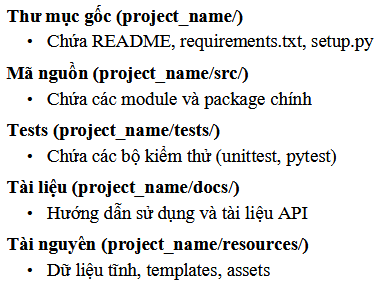 Thư mục gốc (project_name/)
• Chứa README, requirements.txt, setup.py
Mã nguồn (project_name/src/)
• Chứa các module và package chính
Tests (project_name/tests/)
• Chứa các bộ kiểm thử (unittest, pytest)
Tài liệu (project_name/docs/)
• Hướng dẫn sử dụng và tài liệu API
Tài nguyên (project_name/resources/)
• Dữ liệu tĩnh, templates, assets